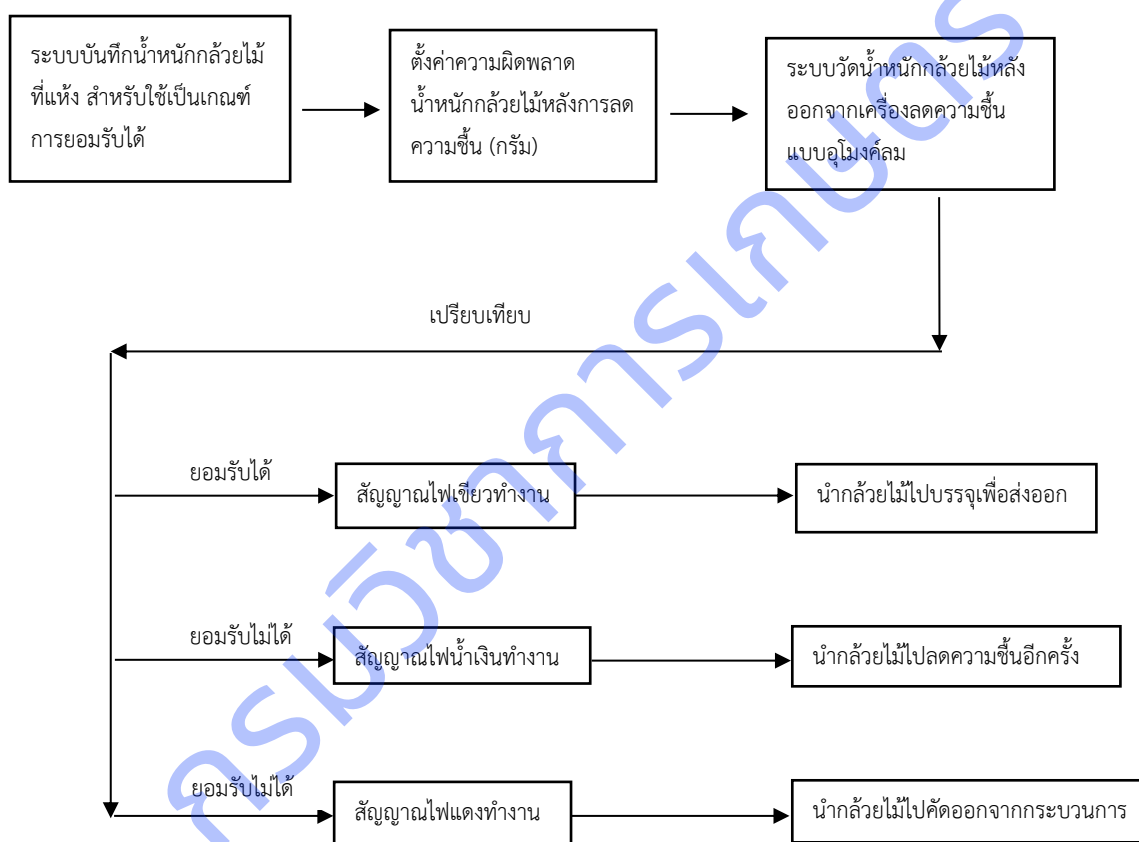 ระบบบันทึกน้ำหนักกล้วยไม้
ที่แห้ง สำหรับใช้เป็นเกณฑ์
การยอมรับได้
ตั้งค่าความผิดพลาด
น้ำหนักกล้วยไม้หลังการลด
ความชื้น (กรัม)
ระบบวัดน้ำหนักกล้วยไม้หลัง
ออกจากเครื่องลดความชื้น
แบบอุโมงค์ลม
เปรียบเทียบ
ยอมรับได้
สัญญาณไฟเขียวทำงาน
นำกล้วยไม้ไปบรรจุเพื่อส่งออก
ยอมรับไม่ได้
สัญญาณไฟน้ำเงินทำงาน
นำกล้วยไม้ไปลดความชื้นอีกครั้ง
ยอมรับไม่ได้
สัญญาณไฟแดงทำงาน
นำกล้วยไม้ไปคัดออกจากกระบวนการ
กรมวิชาการเกษตร